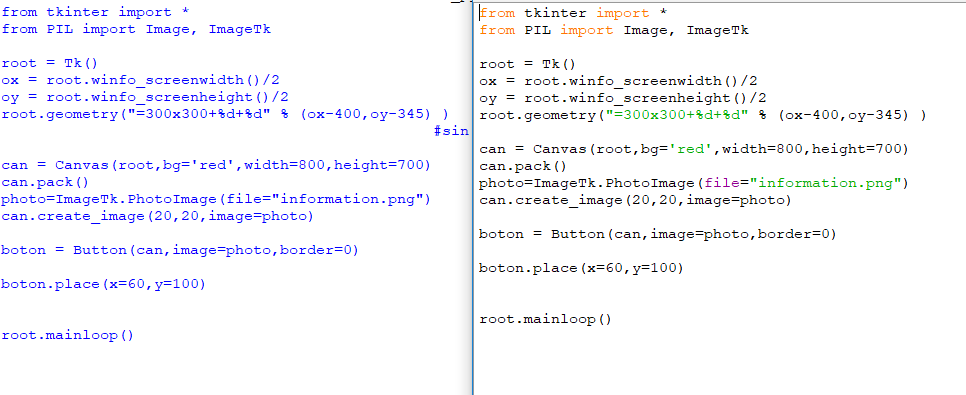 from tkinter import *
from PIL import Image, ImageTk
root = Tk()
ox = root.winfo_screenwidth()/2
oy = root.winfo_screenheight()/2
root.geometry("=300x300+%d+%d" % (ox-400,oy-345) )
#sin
can = Canvas(root,bg='red',width=800,height=700)
can.pack()
photo=ImageTk.PhotoImage(file="information.png")
can.create_image(20,20,image=photo)
boton = Button(can,image=photo,border=0)
boton.place(x=60,y=100)
root.mainloop()
from tkinter import *
from PIL import Image, ImageTk
root = Tk()
ox = root.winfo_screenwidth()/2
oy = root.winfo_screenheight()/2
root.geometry("=300x300+%d+%d" % (ox-400,oy-345) )
can = Canvas(root,bg='red',width=800,height=700)
can.pack()
photo=ImageTk.PhotoImage(file="information.png")
can.create_image(20,20,image=photo)
boton = Button(can,image=photo,border=0)
boton.place(x=60,y=100)
root.mainloop()